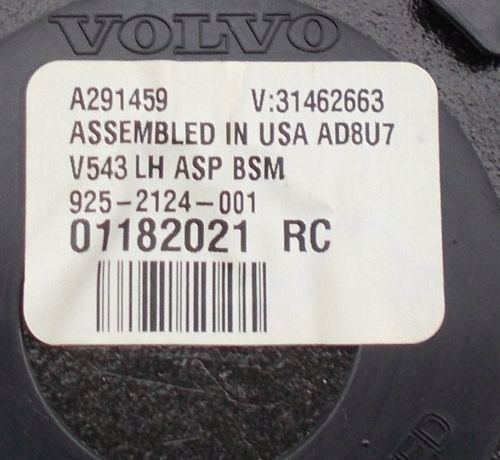 VOLVO
A291459 V:31462663
ASSEMBLED IN USA AD8U7
V543 LH ASP BSM
925-2124-001
01182021 RC